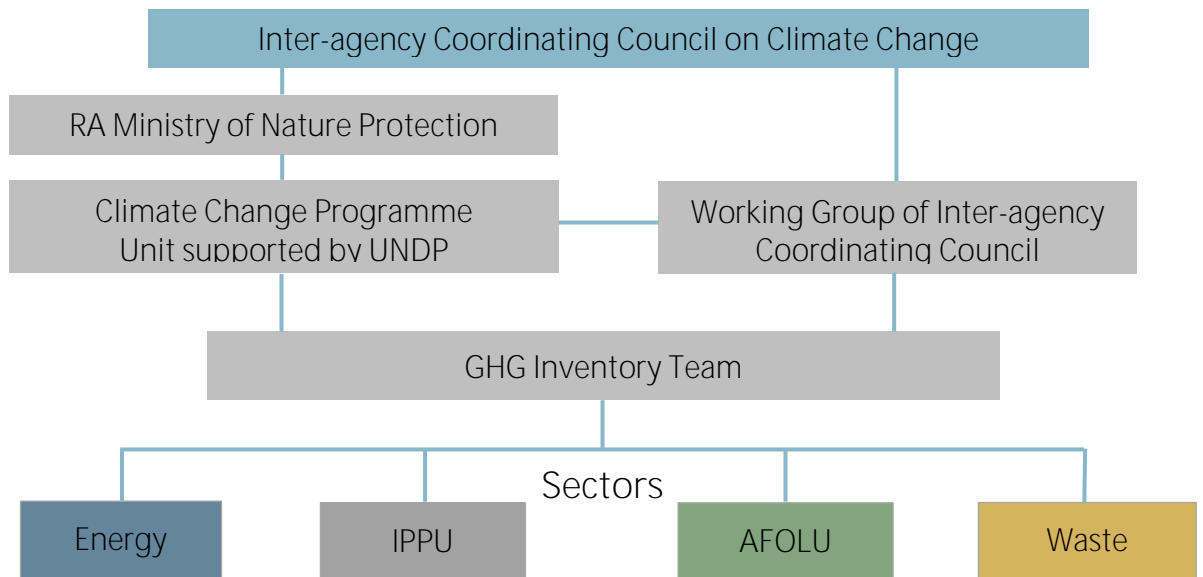 Inter-agency Coordinating Council on Climate Change
RA Ministry of Nature Protection
Climate Change Programme
Unit supported by UNDP
Working Group of Inter-agency
Coordinating Council
GHG Inventory Team
Sectors
Energy
IPPU
AFOLU
Waste